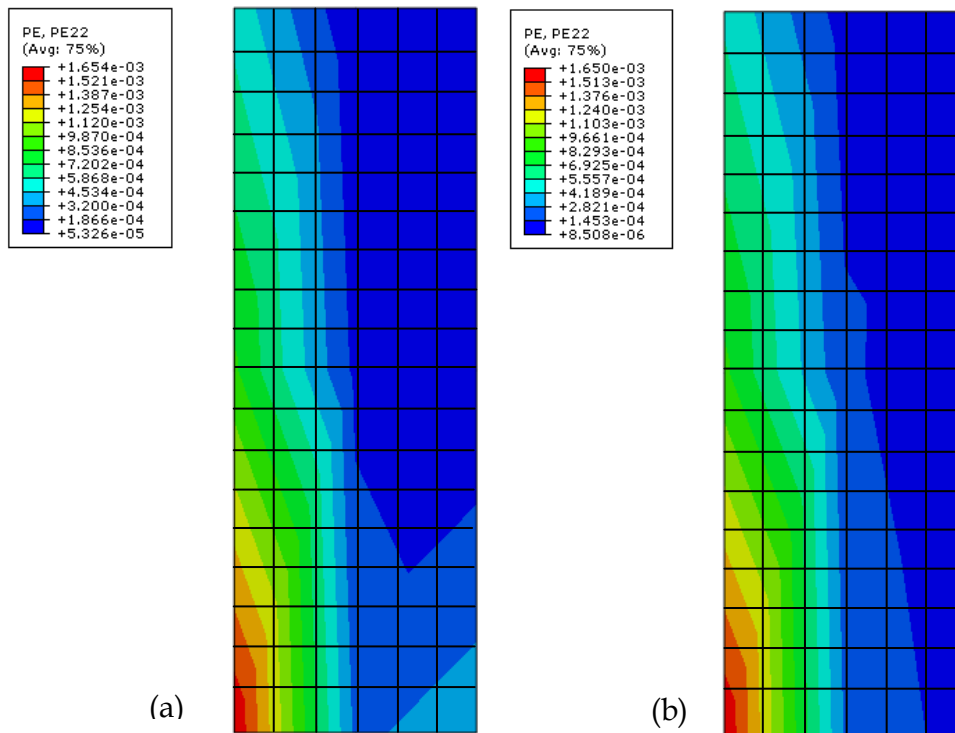 PE, PE22
(Avg: 75%)
+1.654e-03
+1.521e-03
+1.387e-03
+1.254e-03
+1.120e-03
+9.870e-04
+8.536e-04
+7.202e-04
+5.868e-04
+4.534e-04
+3.200e-04
+1.866e-04
+5.326e-05
(a)
PE, PE22
(Avg: 75%)
+1.650e-03
+1.513e-03
+1.376e-03
+1.240e-03
+1.103e-03
+9.661e-04
+8.293e-04
+6.925e-04
+5.557e-04
+4.189e-04
+2.821e-04
+1.453e-04
+8.508e-06
(b)